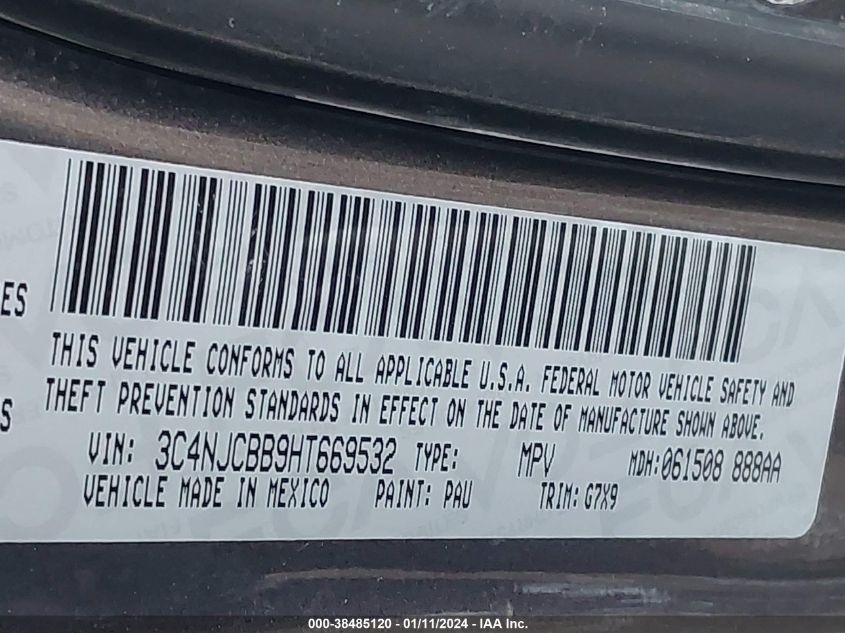 ES
THIS VEHICLE CONFORMS TO ALL APPLICABLE U.S.A. FEDERAL MOTOR VEHICLE SAFETY AND
S THEFT PREVENTION STANDARDS IN EFFECT ON THE DATE OF MANUFACTURE SHOWN ABOVE.
VIN: 3C4NJCBB9HT669532 TYPE: MPV MDH:061508 888AA
VEHICLE MADE IN MEXICO PAINT: PAU TRIM: G7X9
000-38485120 - 01/11/2024 - IAA Inc.